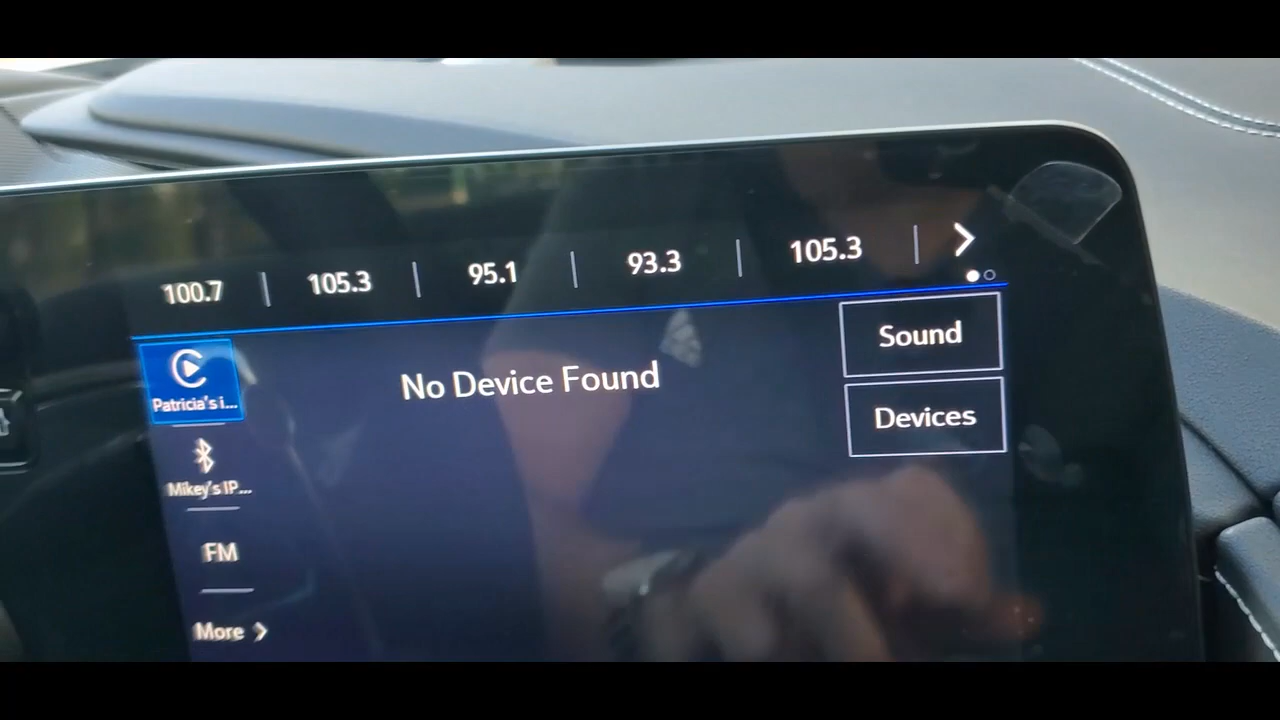 100.7 105.3 95.1 93.3 105.3
Sound
No Device Found
Patricia's i...
Devices
Mikey's IP...
FM
More